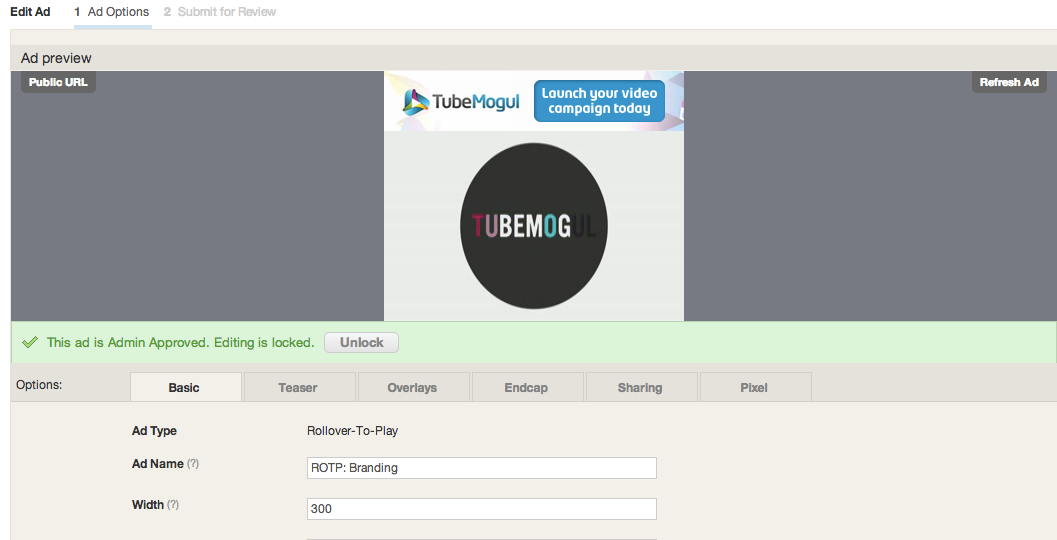 Edit Ad 1 Ad Options 2 Submit for Review
Ad preview
Public URL
Refresh Ad
TubeMogul
Launch your video
campaign today
TUBEMOGUL
This ad is Admin Approved. Editing is locked. Unlock
Options: Basic Teaser Overlays Endcap Sharing Pixel
Ad Type Rollover-To-Play
Ad Name (?) ROTP: Branding
Width (?) 300